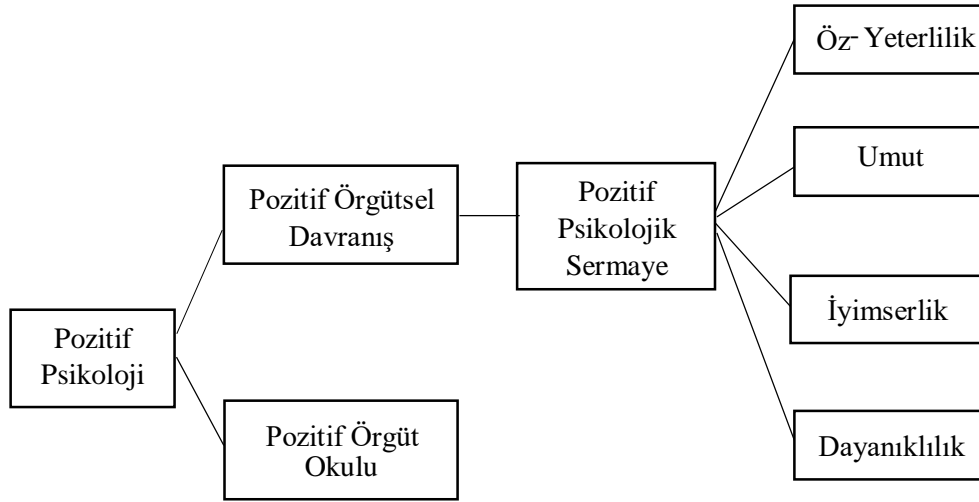 Öz- Yeterlilik
Umut
Pozitif Örgütsel
Davranış
Pozitif
Psikolojik
Sermaye
İyimserlik
Pozitif
Psikoloji
Pozitif Örgüt
Okulu
Dayanıklılık